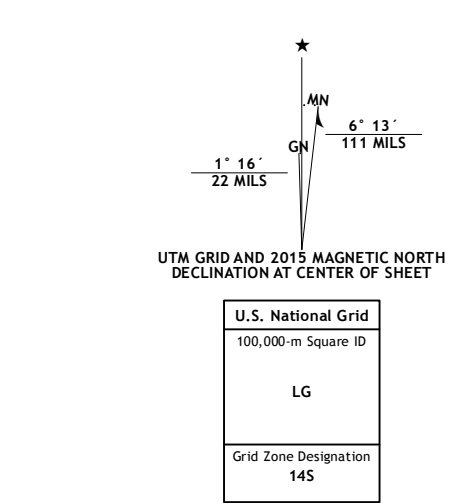 ★
MN
GN
6° 13´
111 MILS
1° 16´
22 MILS
UTM GRID AND 2015 MAGNETIC NORTH
DECLINATION AT CENTER OF SHEET
U.S. National Grid
100,000-m Square ID
LG
Grid Zone Designation
14S